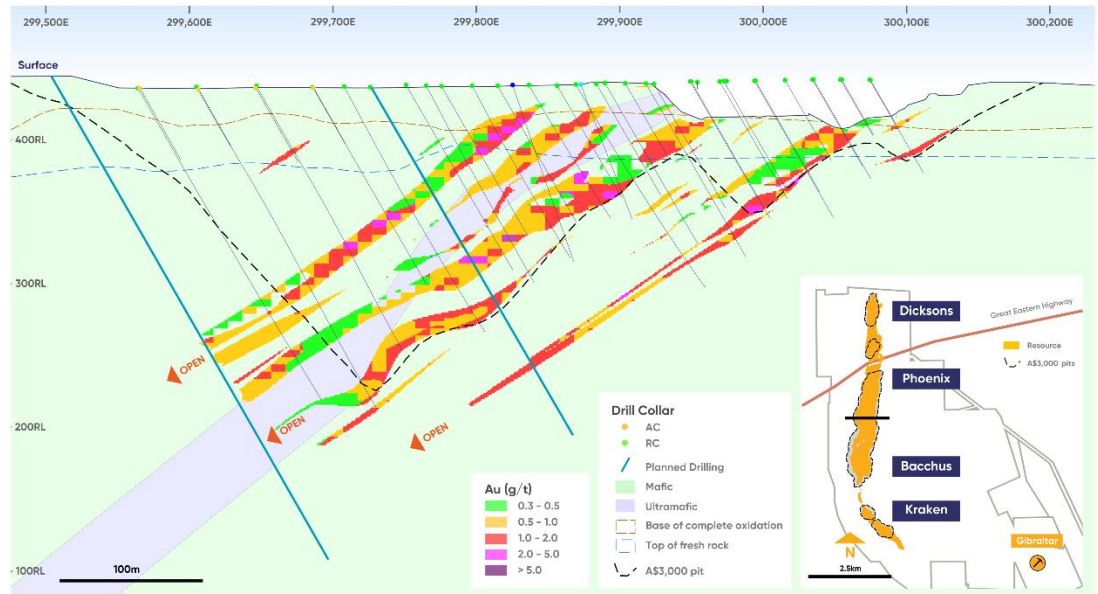 299,500E 299,600E 299,700E 299,800E 299,900E 300,000E 300,100E 300,200E
Surface
400RL
300RL
200RL
100RL
OPEN
OPEN
OPEN
100m
Au (g/t)
0.3 - 0.5
0.5 - 1.0
1.0 - 2.0
2.0 - 5.0
> 5.0
Drill Collar
AC
RC
Planned Drilling
Mafic
Ultramafic
Base of complete oxidation
Top of fresh rock
A$3,000 pit
Dicksons
Great Eastern Highway
Resource
A$3,000 pits
Phoenix
Bacchus
Kraken
Gibraltar
N
2.5km